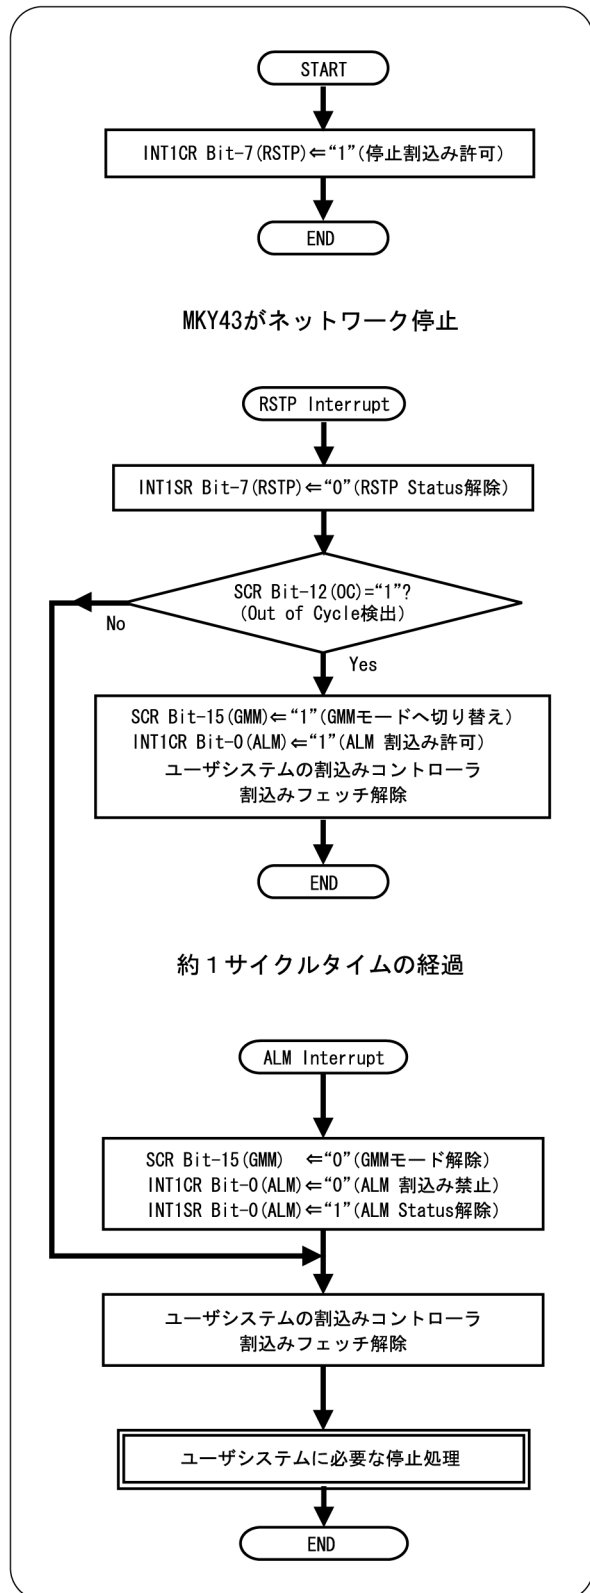 START
INT1CR Bit-7(RSTP)⇐“1”(停止割込み許可)
END
MKY43がネットワーク停止
RSTP Interrupt
INT1SR Bit-7(RSTP)⇐“0”(RSTP Status解除)
SCR Bit-12(OC)=“1”?
(Out of Cycle検出)
No
Yes
SCR Bit-15(GMM)⇐“1”(GMMモードへ切り替え)
INT1CR Bit-0(ALM)⇐“1”(ALM 割込み許可)
ユーザシステムの割込みコントローラ
割込みフェッチ解除
END
約１サイクルタイムの経過
ALM Interrupt
SCR Bit-15(GMM) ⇐“0”(GMMモード解除)
INT1CR Bit-0(ALM)⇐“0”(ALM 割込み禁止)
INT1SR Bit-0(ALM)⇐“1”(ALM Status解除)
ユーザシステムの割込みコントローラ
割込みフェッチ解除
ユーザシステムに必要な停止処理
END